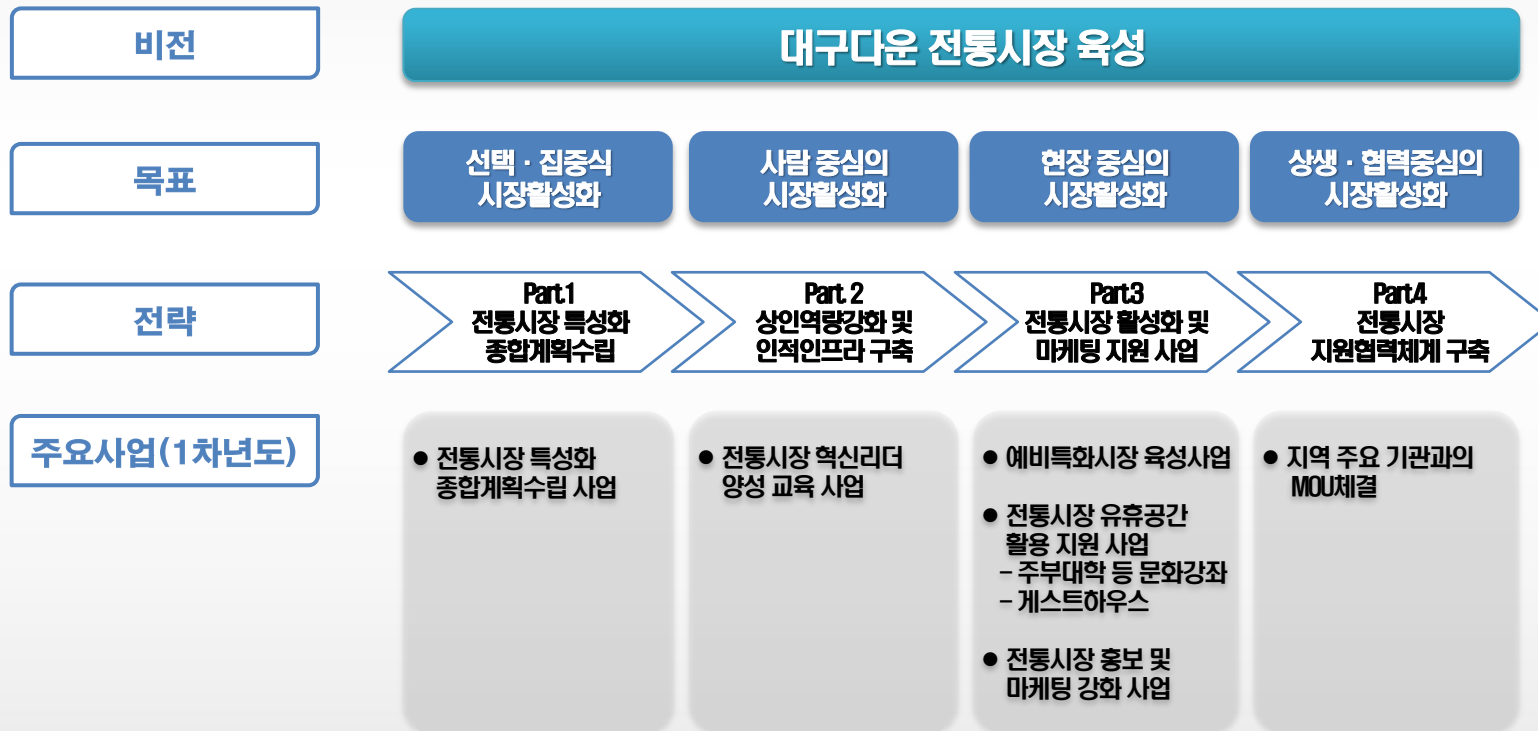 비전
대구다운 전통시장 육성
목표
선택 · 집중식
시장활성화
사람 중심의
시장활성화
현장 중심의
시장활성화
상생 · 협력중심의
시장활성화
전략
Part.1
전통시장 특성화
종합계획수립
Part. 2
상인역량강화 및
인적인프라 구축
Part.3
전통시장 활성화 및
마케팅 지원 사업
Part.4
전통시장
지원협력체계 구축
주요사업(1차년도)
● 전통시장 특성화
종합계획수립 사업
● 전통시장 혁신리더
양성 교육 사업
● 예비특화시장 육성사업
● 전통시장 유휴공간
활용 지원 사업
- 주부대학 등 문화강좌
- 게스트하우스
● 전통시장 홍보 및
마케팅 강화 사업
● 지역 주요 기관과의
MOU체결